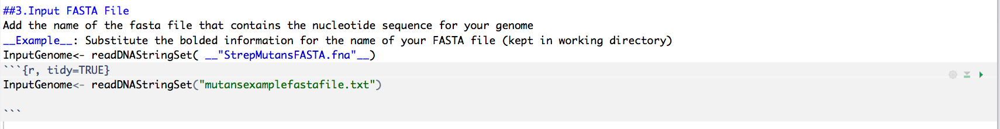 ##3.Input FASTA File
Add the name of the fasta file that contains the nucleotide sequence for your genome
__Example__: Substitute the bolded information for the name of your FASTA file (kept in working directory)
InputGenome<- readDNAStringSet( __"StrepMutansFASTA.fna"__)
```{r, tidy=TRUE}
InputGenome<- readDNAStringSet("mutansexamplefastafile.txt")
```